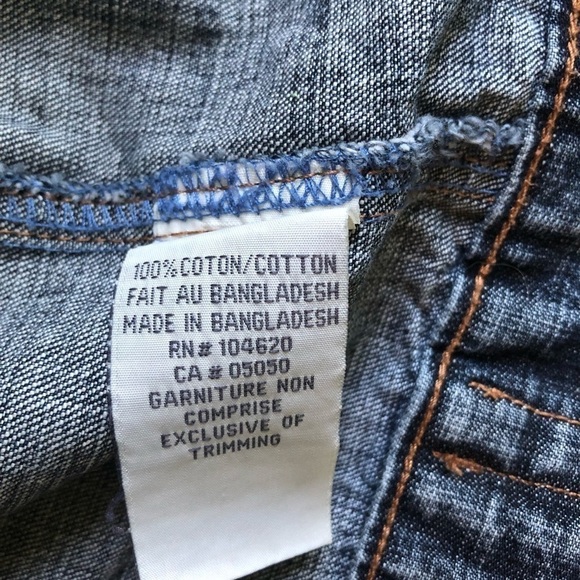 100% COTON/COTTON
FAIT AU BANGLADESH
MADE IN BANGLADESH
RN# 104620
CA # 05050
GARNITURE NON
COMPRISE
EXCLUSIVE OF
TRIMMING